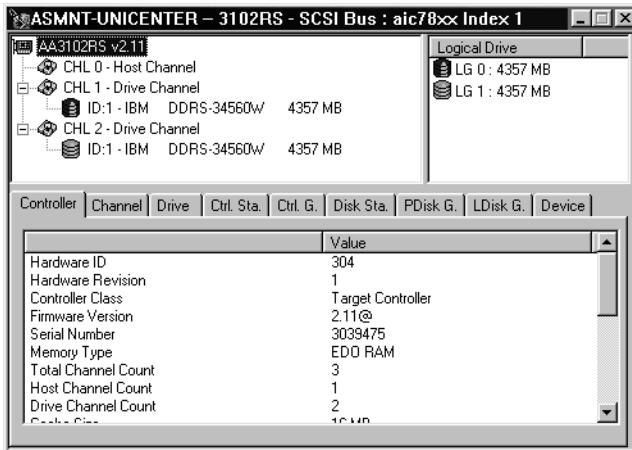 ASMNT-UNICENTER – 3102RS - SCSI Bus : aic78xx Index 1
AA3102RS v2.11
CHL 0 - Host Channel
CHL 1 - Drive Channel
ID:1 - IBM DDRS-34560W 4357 MB
CHL 2 - Drive Channel
ID:1 - IBM DDRS-34560W 4357 MB
Logical Drive
LG 0 : 4357 MB
LG 1 : 4357 MB
Controller Channel Drive Ctrl. Sta. Ctrl. G. Disk Sta. PDisk G. LDisk G. Device
Value
Hardware ID 304
Hardware Revision 1
Controller Class Target Controller
Firmware Version 2.11@
Serial Number 3039475
Memory Type EDO RAM
Total Channel Count 3
Host Channel Count 1
Drive Channel Count 2
Cache Size 16 MB